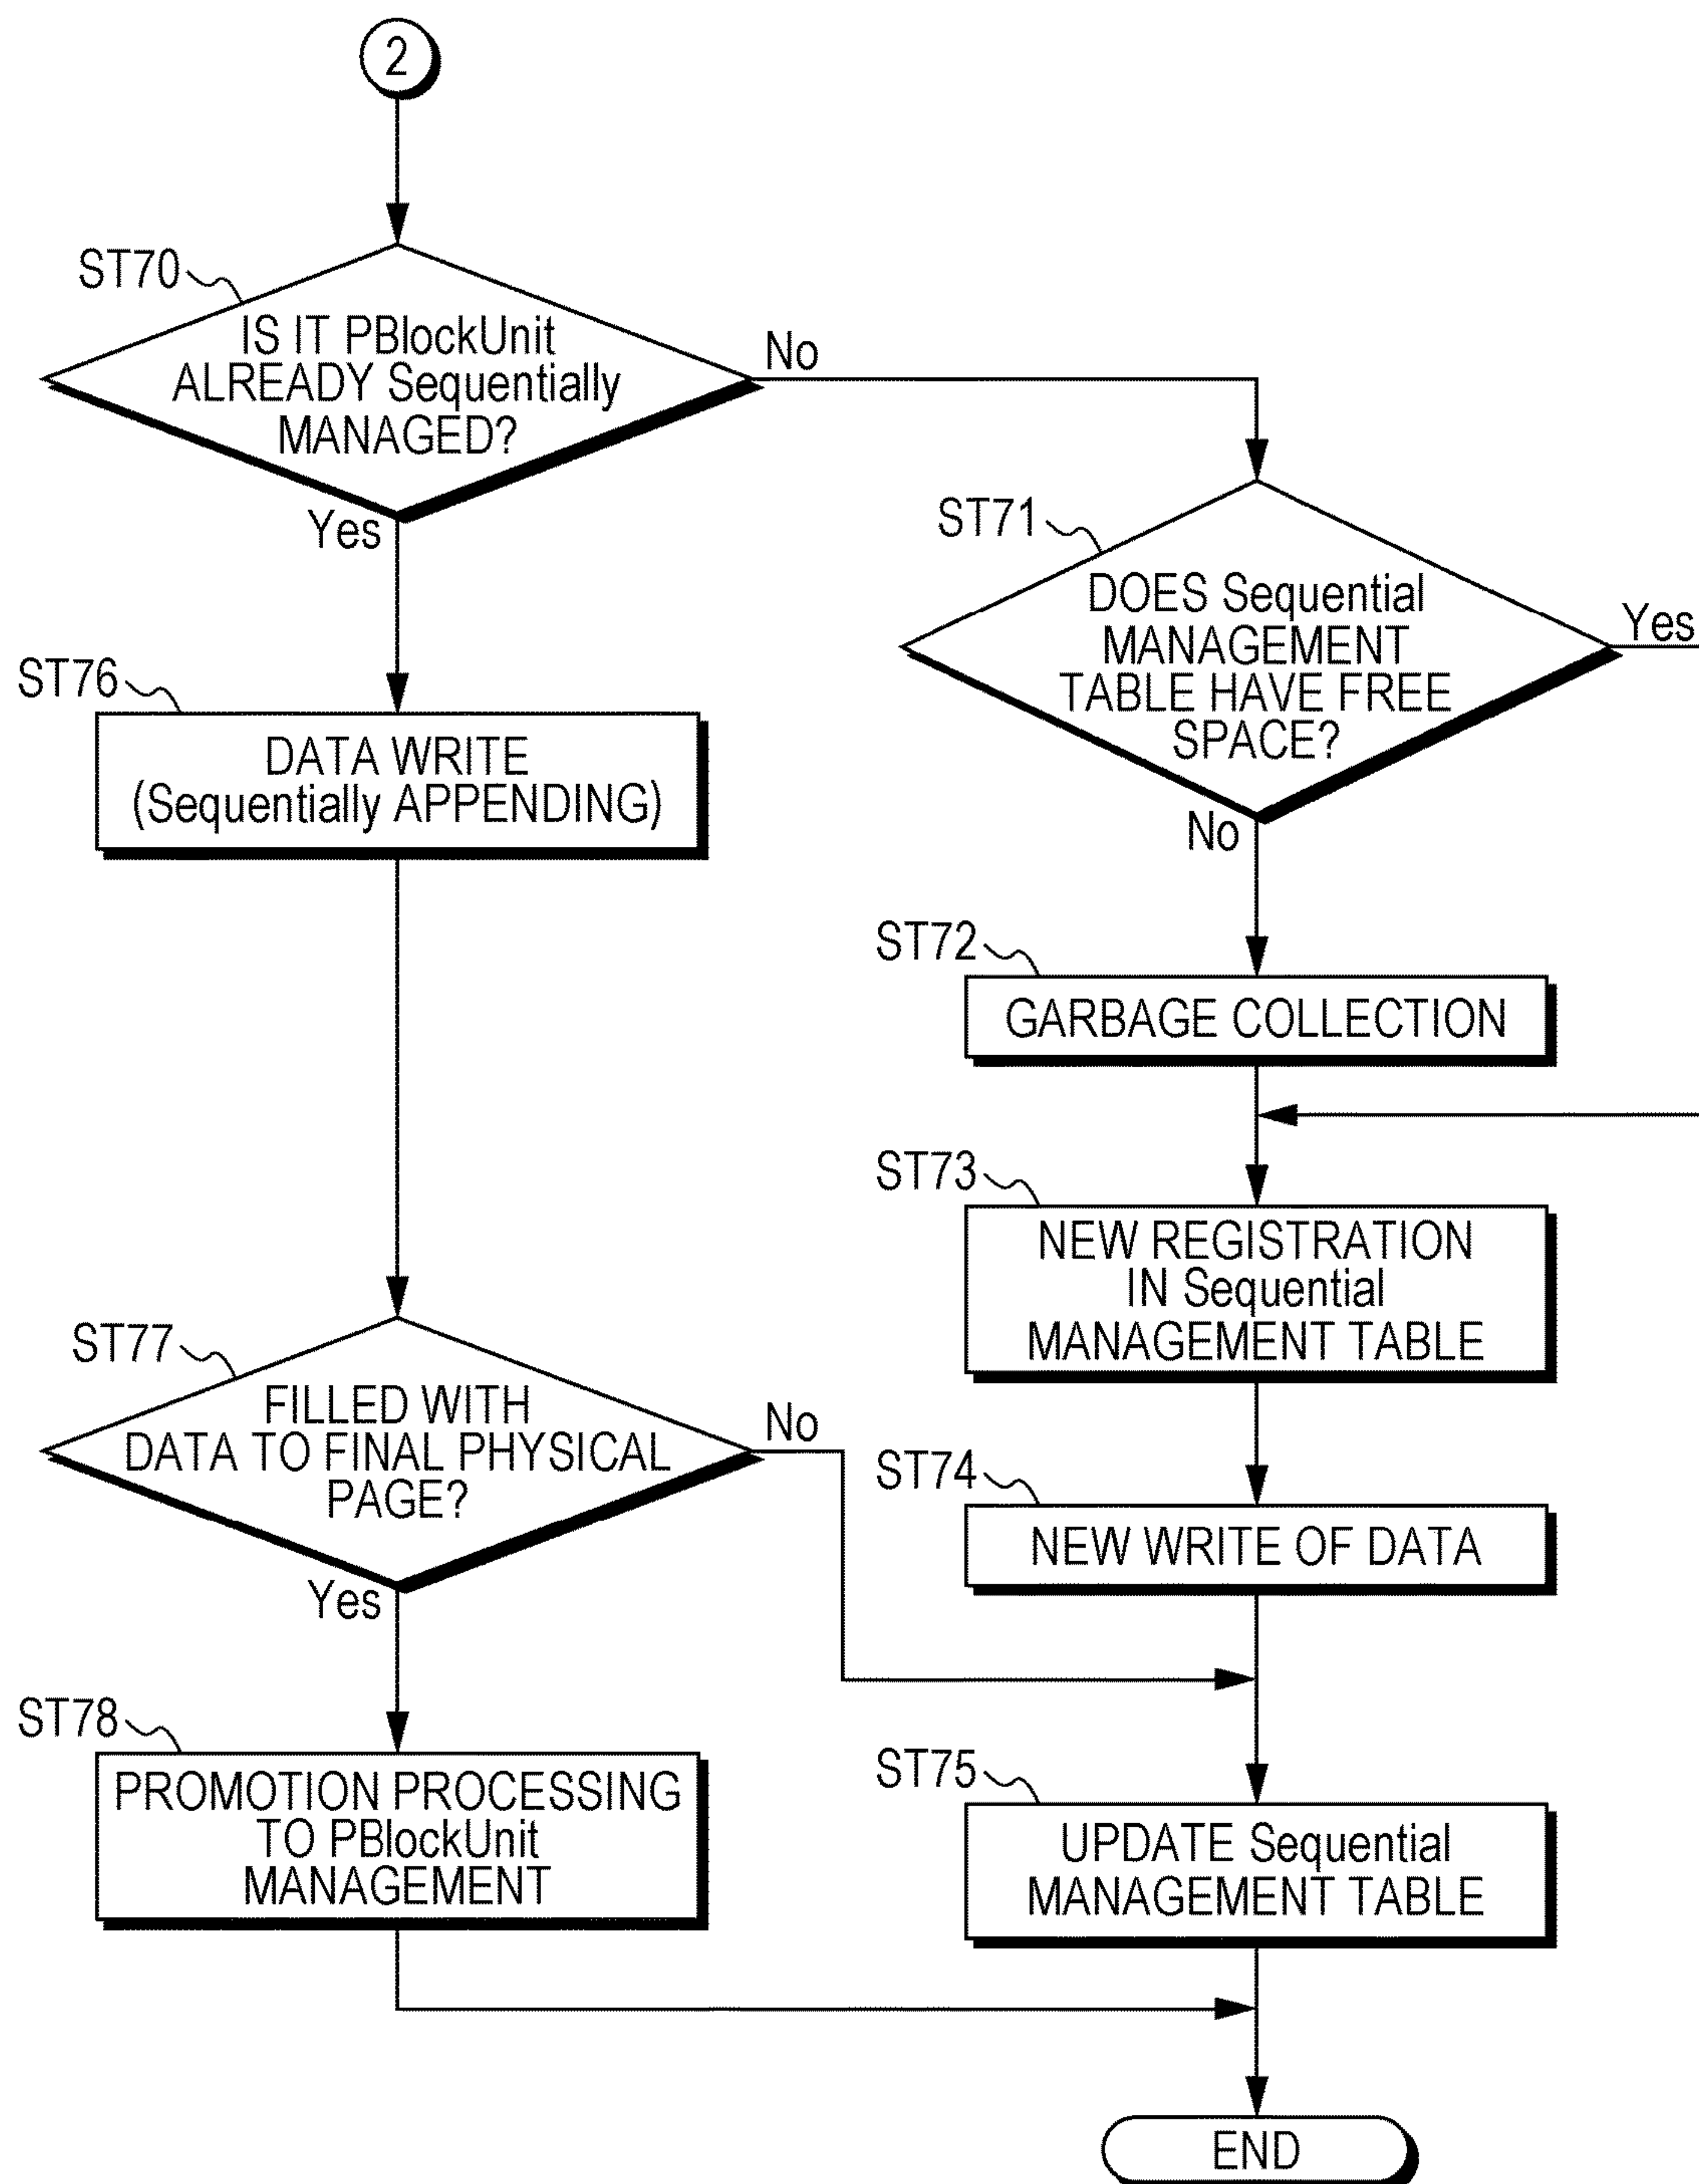 2
ST70
IS IT PBlockUnit
ALREADY Sequentially
MANAGED?
No
Yes
ST71
DOES Sequential
MANAGEMENT
TABLE HAVE FREE
SPACE?
Yes
No
ST76
DATA WRITE
(Sequentially APPENDING)
ST72
GARBAGE COLLECTION
ST73
NEW REGISTRATION
IN Sequential
MANAGEMENT TABLE
ST77
FILLED WITH
DATA TO FINAL PHYSICAL
PAGE?
No
Yes
ST74
NEW WRITE OF DATA
ST78
PROMOTION PROCESSING
TO PBlockUnit
MANAGEMENT
ST75
UPDATE Sequential
MANAGEMENT TABLE
END